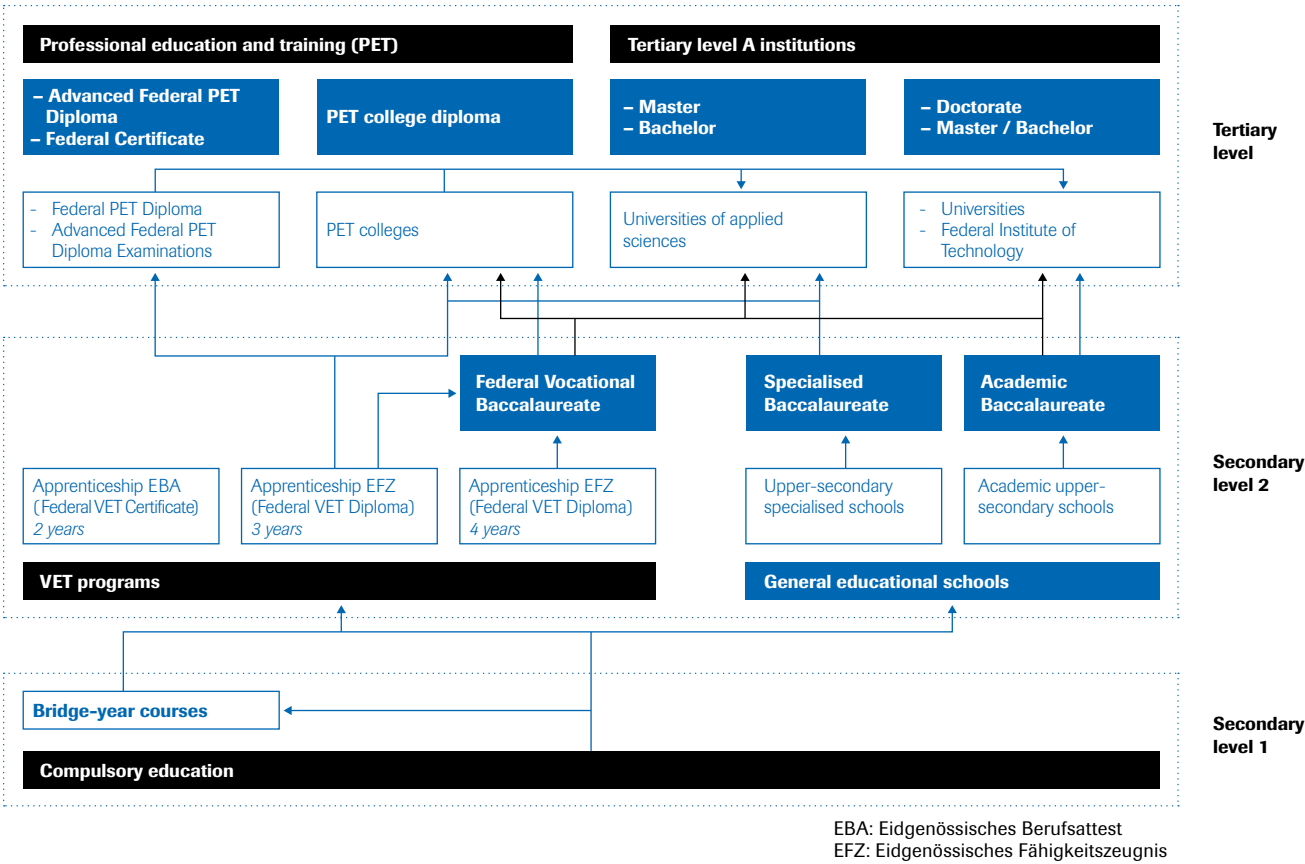 Professional education and training (PET)
Tertiary level A institutions
– Advanced Federal PET
Diploma
– Federal Certificate
PET college diploma
– Master
– Bachelor
– Doctorate
– Master / Bachelor
Tertiary
level
- Federal PET Diploma
- Advanced Federal PET
Diploma Examinations
PET colleges
Universities of applied
sciences
- Universities
- Federal Institute of
Technology
Federal Vocational
Baccalaureate
Specialised
Baccalaureate
Academic
Baccalaureate
Secondary
level 2
Apprenticeship EBA
(Federal VET Certificate)
2 years
Apprenticeship EFZ
(Federal VET Diploma)
3 years
Apprenticeship EFZ
(Federal VET Diploma)
4 years
Upper-secondary
specialised schools
Academic upper-
secondary schools
VET programs
General educational schools
Bridge-year courses
Secondary
level 1
Compulsory education
EBA: Eidgenössisches Berufsattest
EFZ: Eidgenössisches Fähigkeitszeugnis